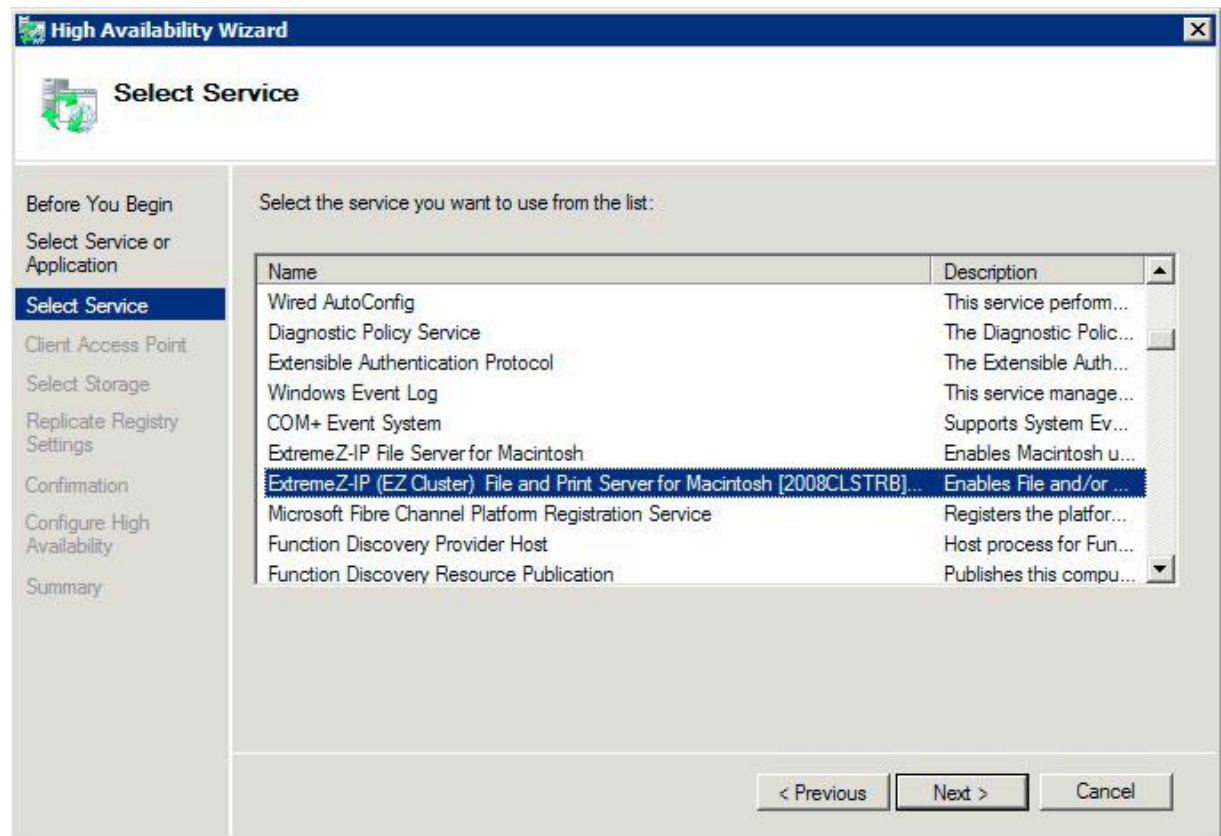 High Availability Wizard
Select Service
Before You Begin
Select Service or
Application
Select Service
Client Access Point
Select Storage
Replicate Registry
Settings
Confirmation
Configure High
Availability
Summary
Select the service you want to use from the list:
Name Description
Wired AutoConfig This service perform...
Diagnostic Policy Service The Diagnostic Polic...
Extensible Authentication Protocol The Extensible Auth...
Windows Event Log This service manage...
COM+ Event System Supports System Ev...
ExtremeZ-IP File Server for Macintosh Enables Macintosh u...
ExtremeZ-IP (EZ Cluster) File and Print Server for Macintosh [2008CLSTRB]... Enables File and/or ...
Microsoft Fibre Channel Platform Registration Service Registers the platfor...
Function Discovery Provider Host Host process for Fun...
Function Discovery Resource Publication Publishes this compu...
< Previous Next > Cancel